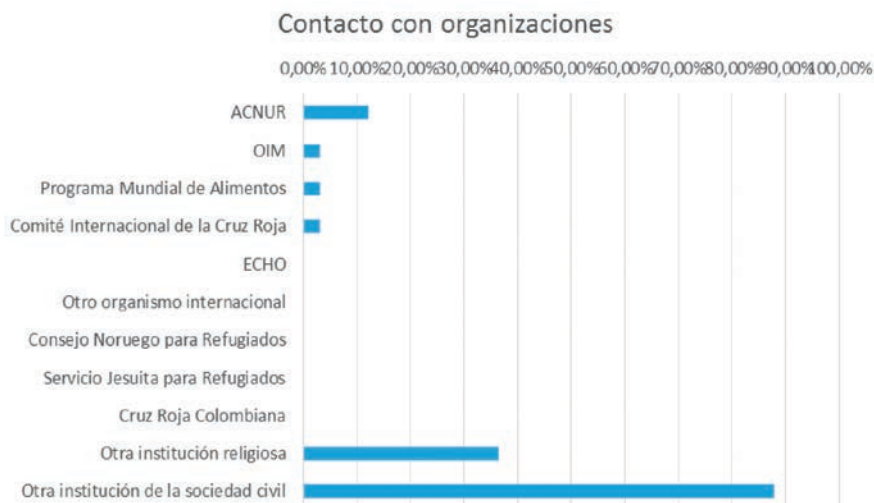 Contacto con organizaciones
0,00% 10,00% 20,00% 30,00% 40,00% 50,00% 60,00% 70,00% 80,00% 90,00% 100,00%
ACNUR
OIM
Programa Mundial de Alimentos
Comité Internacional de la Cruz Roja
ECHO
Otro organismo internacional
Consejo Noruego para Refugiados
Servicio Jesuita para Refugiados
Cruz Roja Colombiana
Otra institución religiosa
Otra institución de la sociedad civil